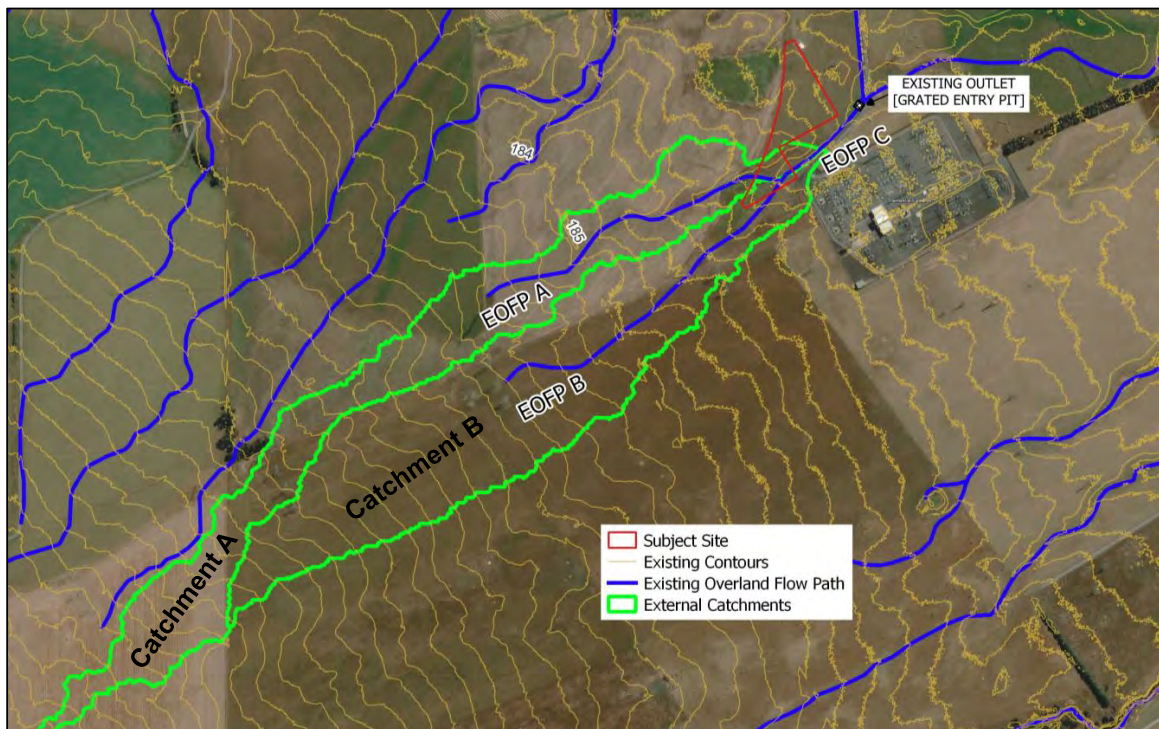 EXISTING OUTLET
[GRATED ENTRY PIT]
EOFP C
184
185
EOFP A
EOFP B
Catchment B
Catchment A
Subject Site
Existing Contours
Existing Overland Flow Path
External Catchments